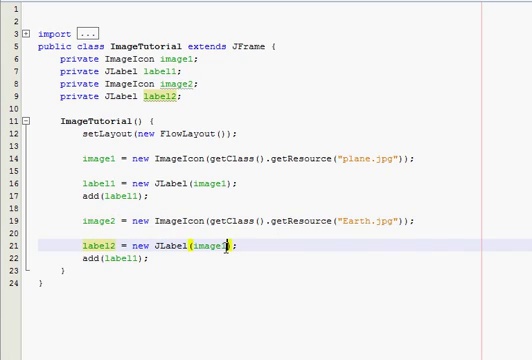 1
2
3 import ...
5 public class ImageTutorial extends JFrame {
6 private ImageIcon image1;
7 private JLabel label1;
8 private ImageIcon image2;
9 private JLabel label2;
10
11 ImageTutorial() {
12 setLayout(new FlowLayout());
13
14 image1 = new ImageIcon(getClass().getResource("plane.jpg"));
15
16 label1 = new JLabel(image1);
17 add(label1);
18
19 image2 = new ImageIcon(getClass().getResource("Earth.jpg"));
20
21 label2 = new JLabel(image1);
22 add(label1);
23 }
24 }